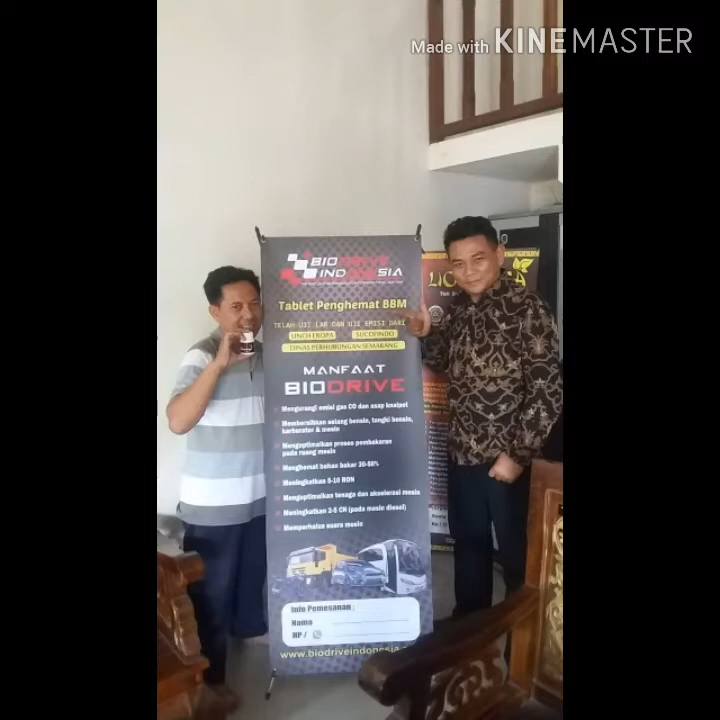 Made with KINEMASTER
BIODRIVE
INDONESIA
Tablet Penghemat BBM
TELAH UJI LAB DAN UJI EMISI DARI
SUCOFINDO
DINAS PERHUBUNGAN SEMARANG
MANFAAT
BIODRIVE
Mengurangi emisi gas CO dan asap knalpot
Membersihkan selang bensin, tangki bensin,
karburator & mesin
Mengoptimalkan proses pembakaran
pada ruang mesin
Menghemat bahan bakar 30-50%
Meningkatkan 5-10 RON
Mengoptimalkan tenaga dan akselerasi mesin
Meningkatkan 2-5 CN (pada mesin diesel)
Memperhalus suara mesin
Info Pemesanan :
Nama
HP /
www.biodriveindonesia.